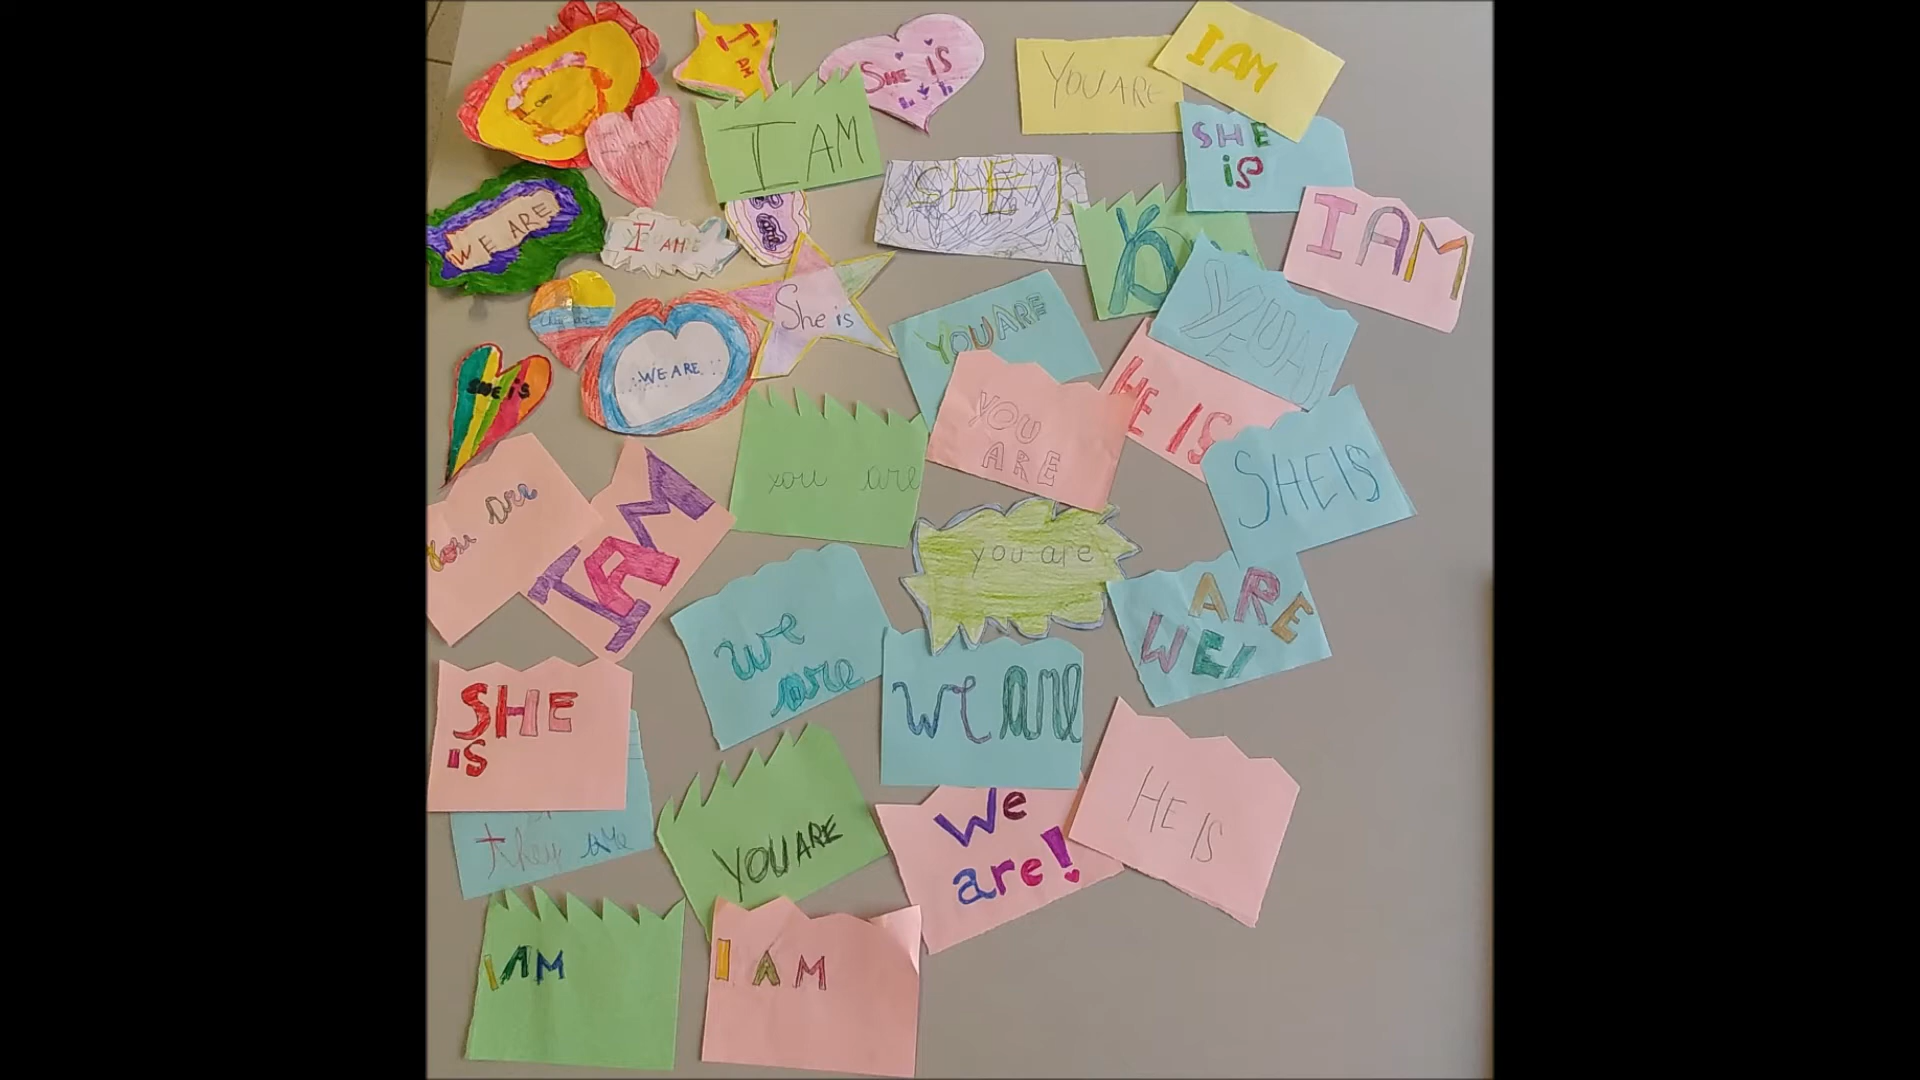 I'
AM
SHE IS
YOU ARE
I AM
I am
I AM
SHE
is
SHE I
WE ARE
I AM
She is
YOU ARE
WE ARE
SHE is
HE IS
YOU
ARE
you are
SHE IS
you are
I AM
you are
ARE
WE
we
are
we are
SHE
is
We
are!
HE IS
they are
YOU ARE
I AM
I AM